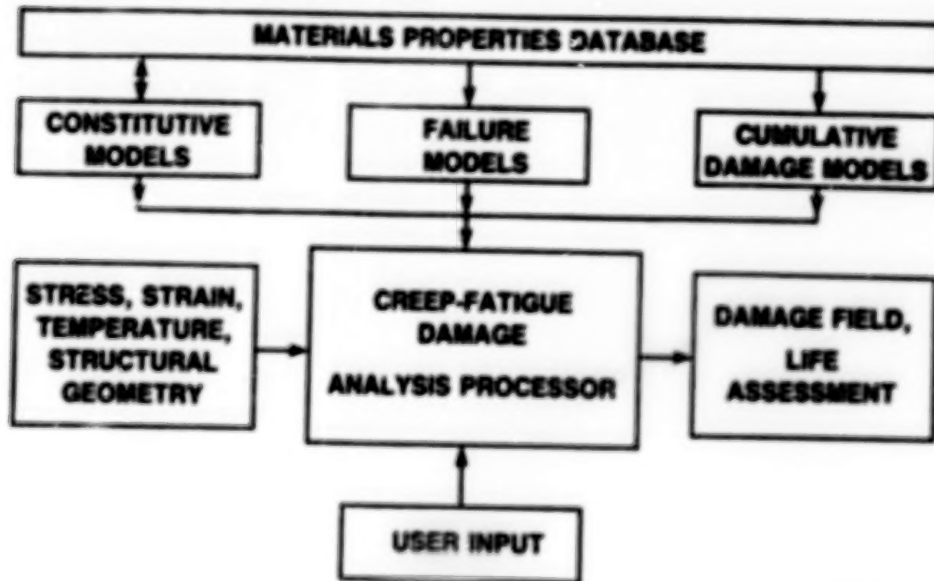 MATERIALS PROPERTIES DATABASE
CONSTITUTIVE
MODELS
FAILURE
MODELS
CUMULATIVE
DAMAGE MODELS
STRESS, STRAIN,
TEMPERATURE,
STRUCTURAL
GEOMETRY
CREEP-FATIGUE
DAMAGE
ANALYSIS PROCESSOR
DAMAGE FIELD,
LIFE
ASSESSMENT
USER INPUT